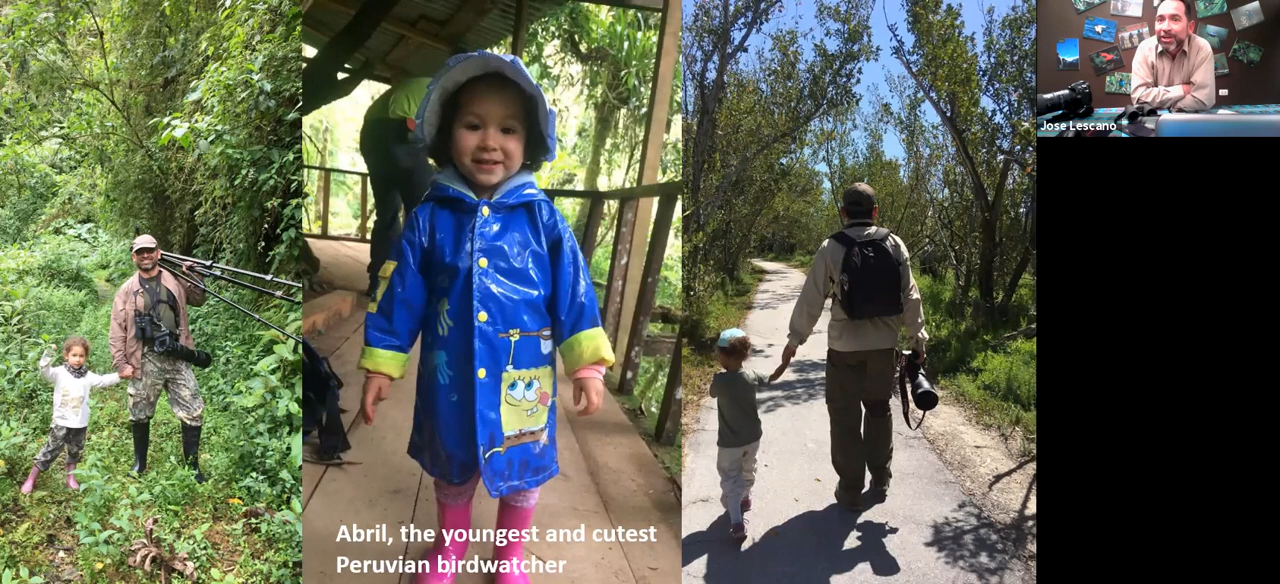 Jose Lescano
Abril, the youngest and cutest
Peruvian birdwatcher